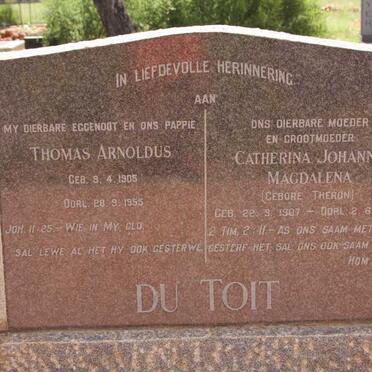 IN LIEFDEVOLLE HERINNERING
AAN
MY DIERBARE EGGENOOT EN ONS PAPPIE
THOMAS ARNOLDUS
GEB. 9. 4. 1905
OORL. 28. 9. 1955
JOH. 11:25.- WIE IN MY GLO,
SAL LEWE AL HET HY OOK GESTERWE.
ONS DIERBARE MOEDER
EN GROOTMOEDER
CATHERINA JOHANN
MAGDALENA
(GEBORE THERON)
GEB. 22. 9. 1907 - OORL. 2. 6
2 TIM. 2:11 - AS ONS SAAM MET
GESTERF HET SAL ONS OOK SAAM
HOM
DU TOIT